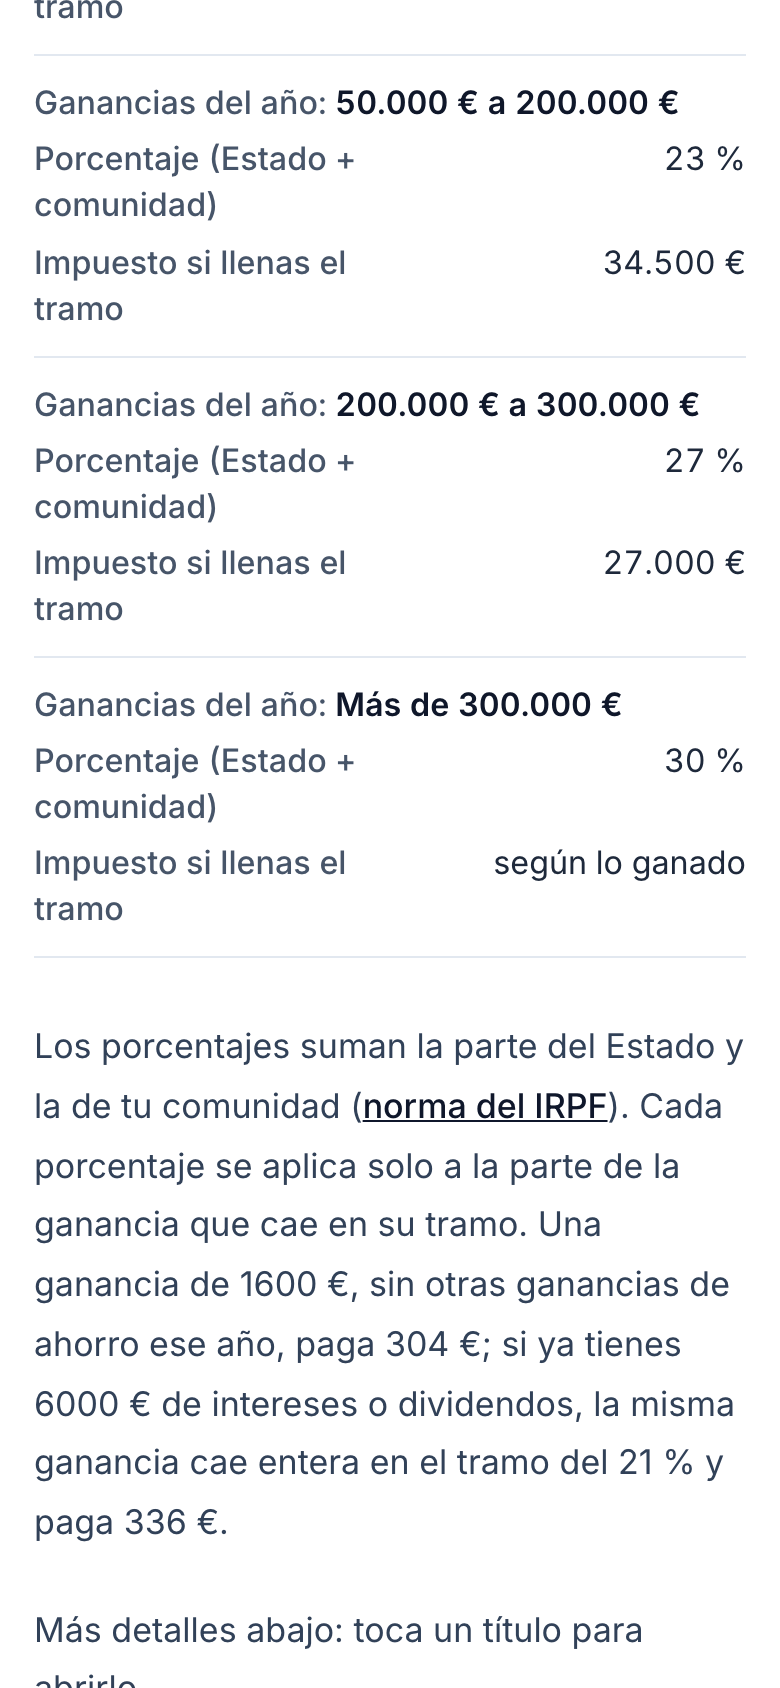 tramo
Ganancias del año: 50.000 € a 200.000 €
Porcentaje (Estado + 23 %
comunidad)
Impuesto si llenas el 34.500 €
tramo
Ganancias del año: 200.000 € a 300.000 €
Porcentaje (Estado + 27 %
comunidad)
Impuesto si llenas el 27.000 €
tramo
Ganancias del año: Más de 300.000 €
Porcentaje (Estado + 30 %
comunidad)
Impuesto si llenas el según lo ganado
tramo
Los porcentajes suman la parte del Estado y
la de tu comunidad (norma del IRPF). Cada
porcentaje se aplica solo a la parte de la
ganancia que cae en su tramo. Una
ganancia de 1600 €, sin otras ganancias de
ahorro ese año, paga 304 €; si ya tienes
6000 € de intereses o dividendos, la misma
ganancia cae entera en el tramo del 21 % y
paga 336 €.
Más detalles abajo: toca un título para
abrirlo